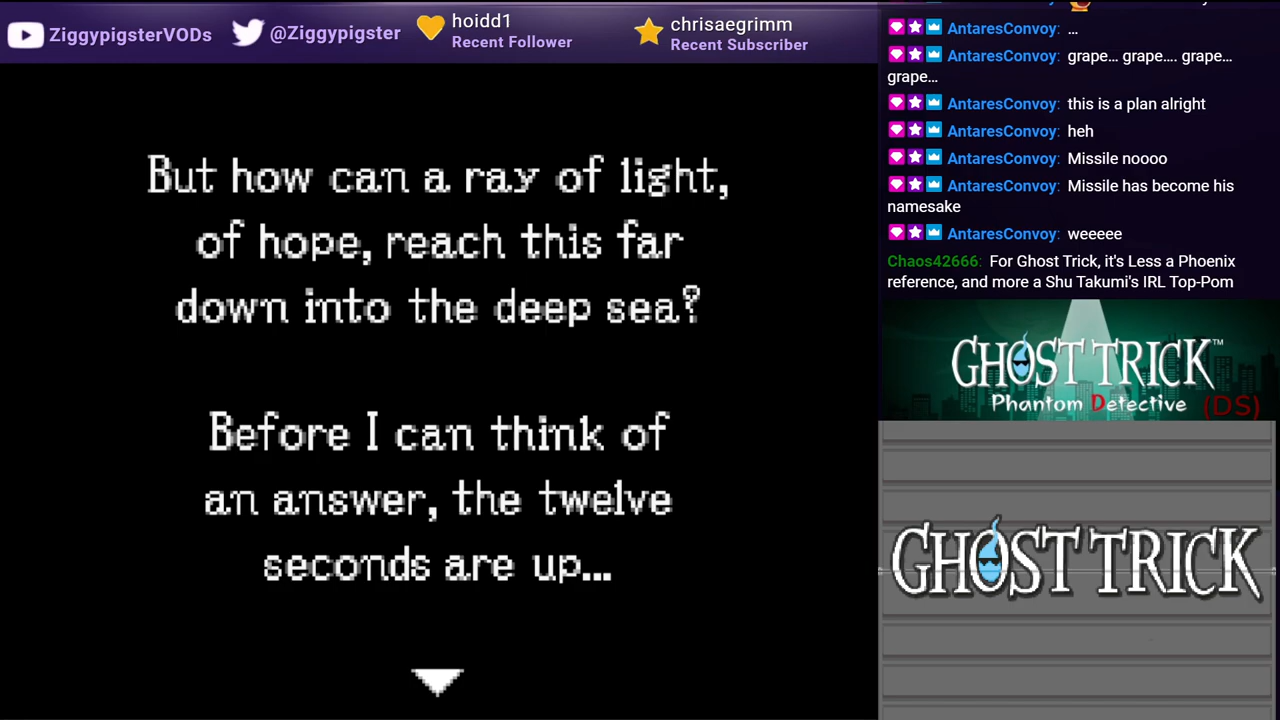 ZiggypigsterVODs
@Ziggypigster
hoidd1
Recent Follower
chrisaegrimm
Recent Subscriber
But how can a ray of light,
of hope, reach this far
down into the deep sea?
Before I can think of
an answer, the twelve
seconds are up...
AntaresConvoy: ...
AntaresConvoy: grape... grape.... grape...
grape...
AntaresConvoy: this is a plan alright
AntaresConvoy: heh
AntaresConvoy: Missile noooo
AntaresConvoy: Missile has become his
namesake
AntaresConvoy: weeeee
Chaos42666: For Ghost Trick, it's Less a Phoenix
reference, and more a Shu Takumi's IRL Top-Pom
GHOST TRICK™
Phantom Detective (DS)
GHOST TRICK